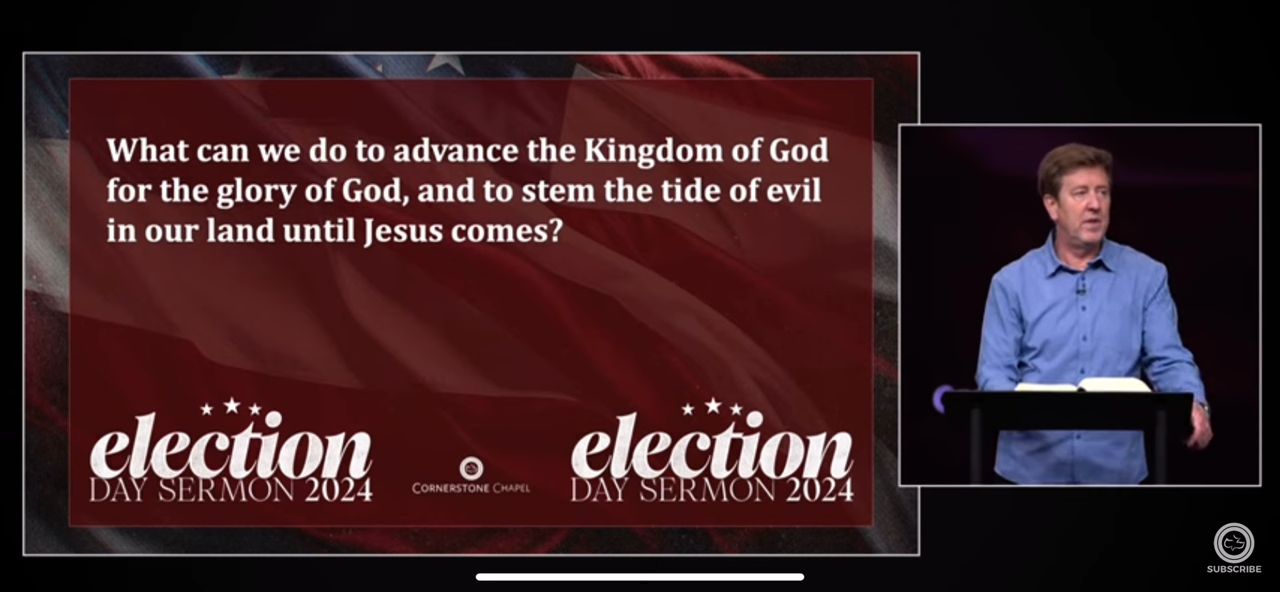 What can we do to advance the Kingdom of God
for the glory of God, and to stem the tide of evil
in our land until Jesus comes?
election
DAY SERMON 2024
CORNERSTONE CHAPEL
election
DAY SERMON 2024
SUBSCRIBE